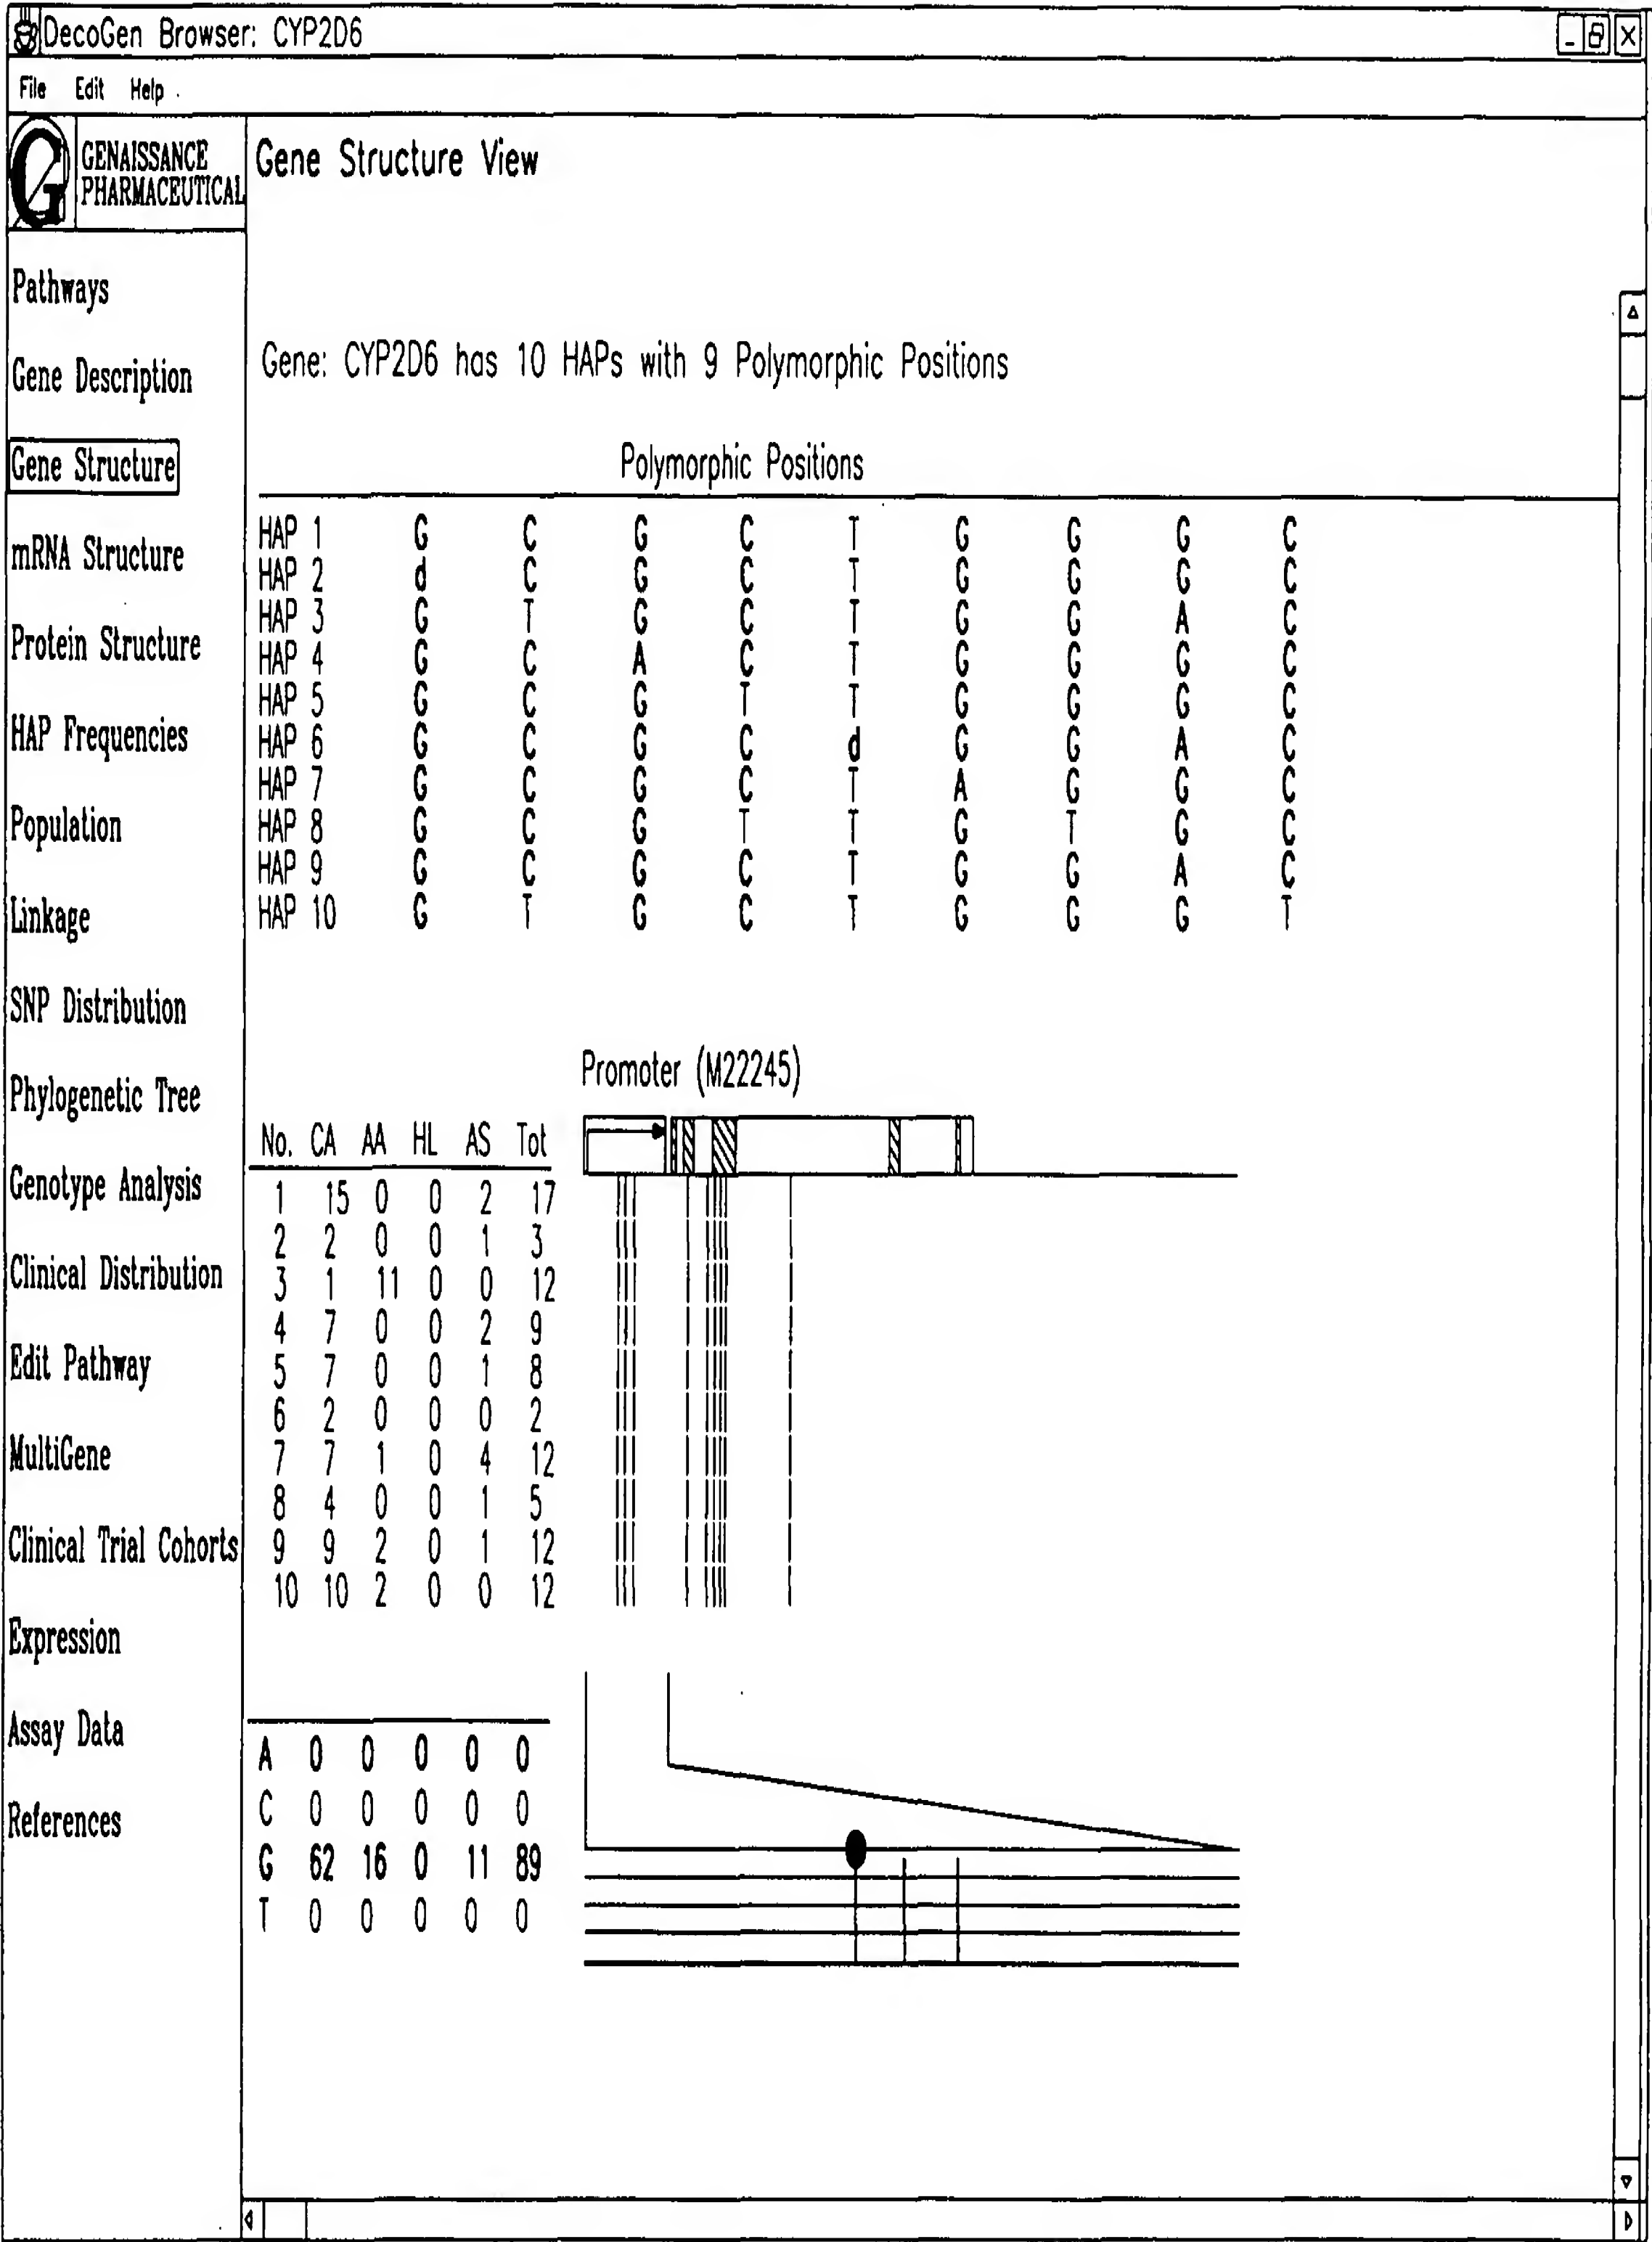 DecoGen Browser: CYP2D6
File Edit Help
GENAISSANCE
PHARMACEUTICAL
Gene Structure View
Pathways
Gene Description
Gene Structure
mRNA Structure
Protein Structure
HAP Frequencies
Population
Linkage
SNP Distribution
Phylogenetic Tree
Genotype Analysis
Clinical Distribution
Edit Pathway
MultiGene
Clinical Trial Cohorts
Expression
Assay Data
References
Gene: CYP2D6 has 10 HAPs with 9 Polymorphic Positions
Polymorphic Positions
HAP 1 G C G C T G G G C
HAP 2 d C G C T G G G C
HAP 3 G T G C T G G A C
HAP 4 G C A C T G G G C
HAP 5 G C G T T G G G C
HAP 6 G C G C d G G A C
HAP 7 G C G C T A G G C
HAP 8 G C G T T G T G C
HAP 9 G C G C T G G A C
HAP 10 G T G C T G G G T
Promoter (M22245)
No. CA AA HL AS Tot
1 15 0 0 2 17
2 2 0 0 1 3
3 1 11 0 0 12
4 7 0 0 2 9
5 7 0 0 1 8
6 2 0 0 0 2
7 7 1 0 4 12
8 4 0 0 1 5
9 9 2 0 1 12
10 10 2 0 0 12
A 0 0 0 0 0
C 0 0 0 0 0
G 62 16 0 11 89
T 0 0 0 0 0